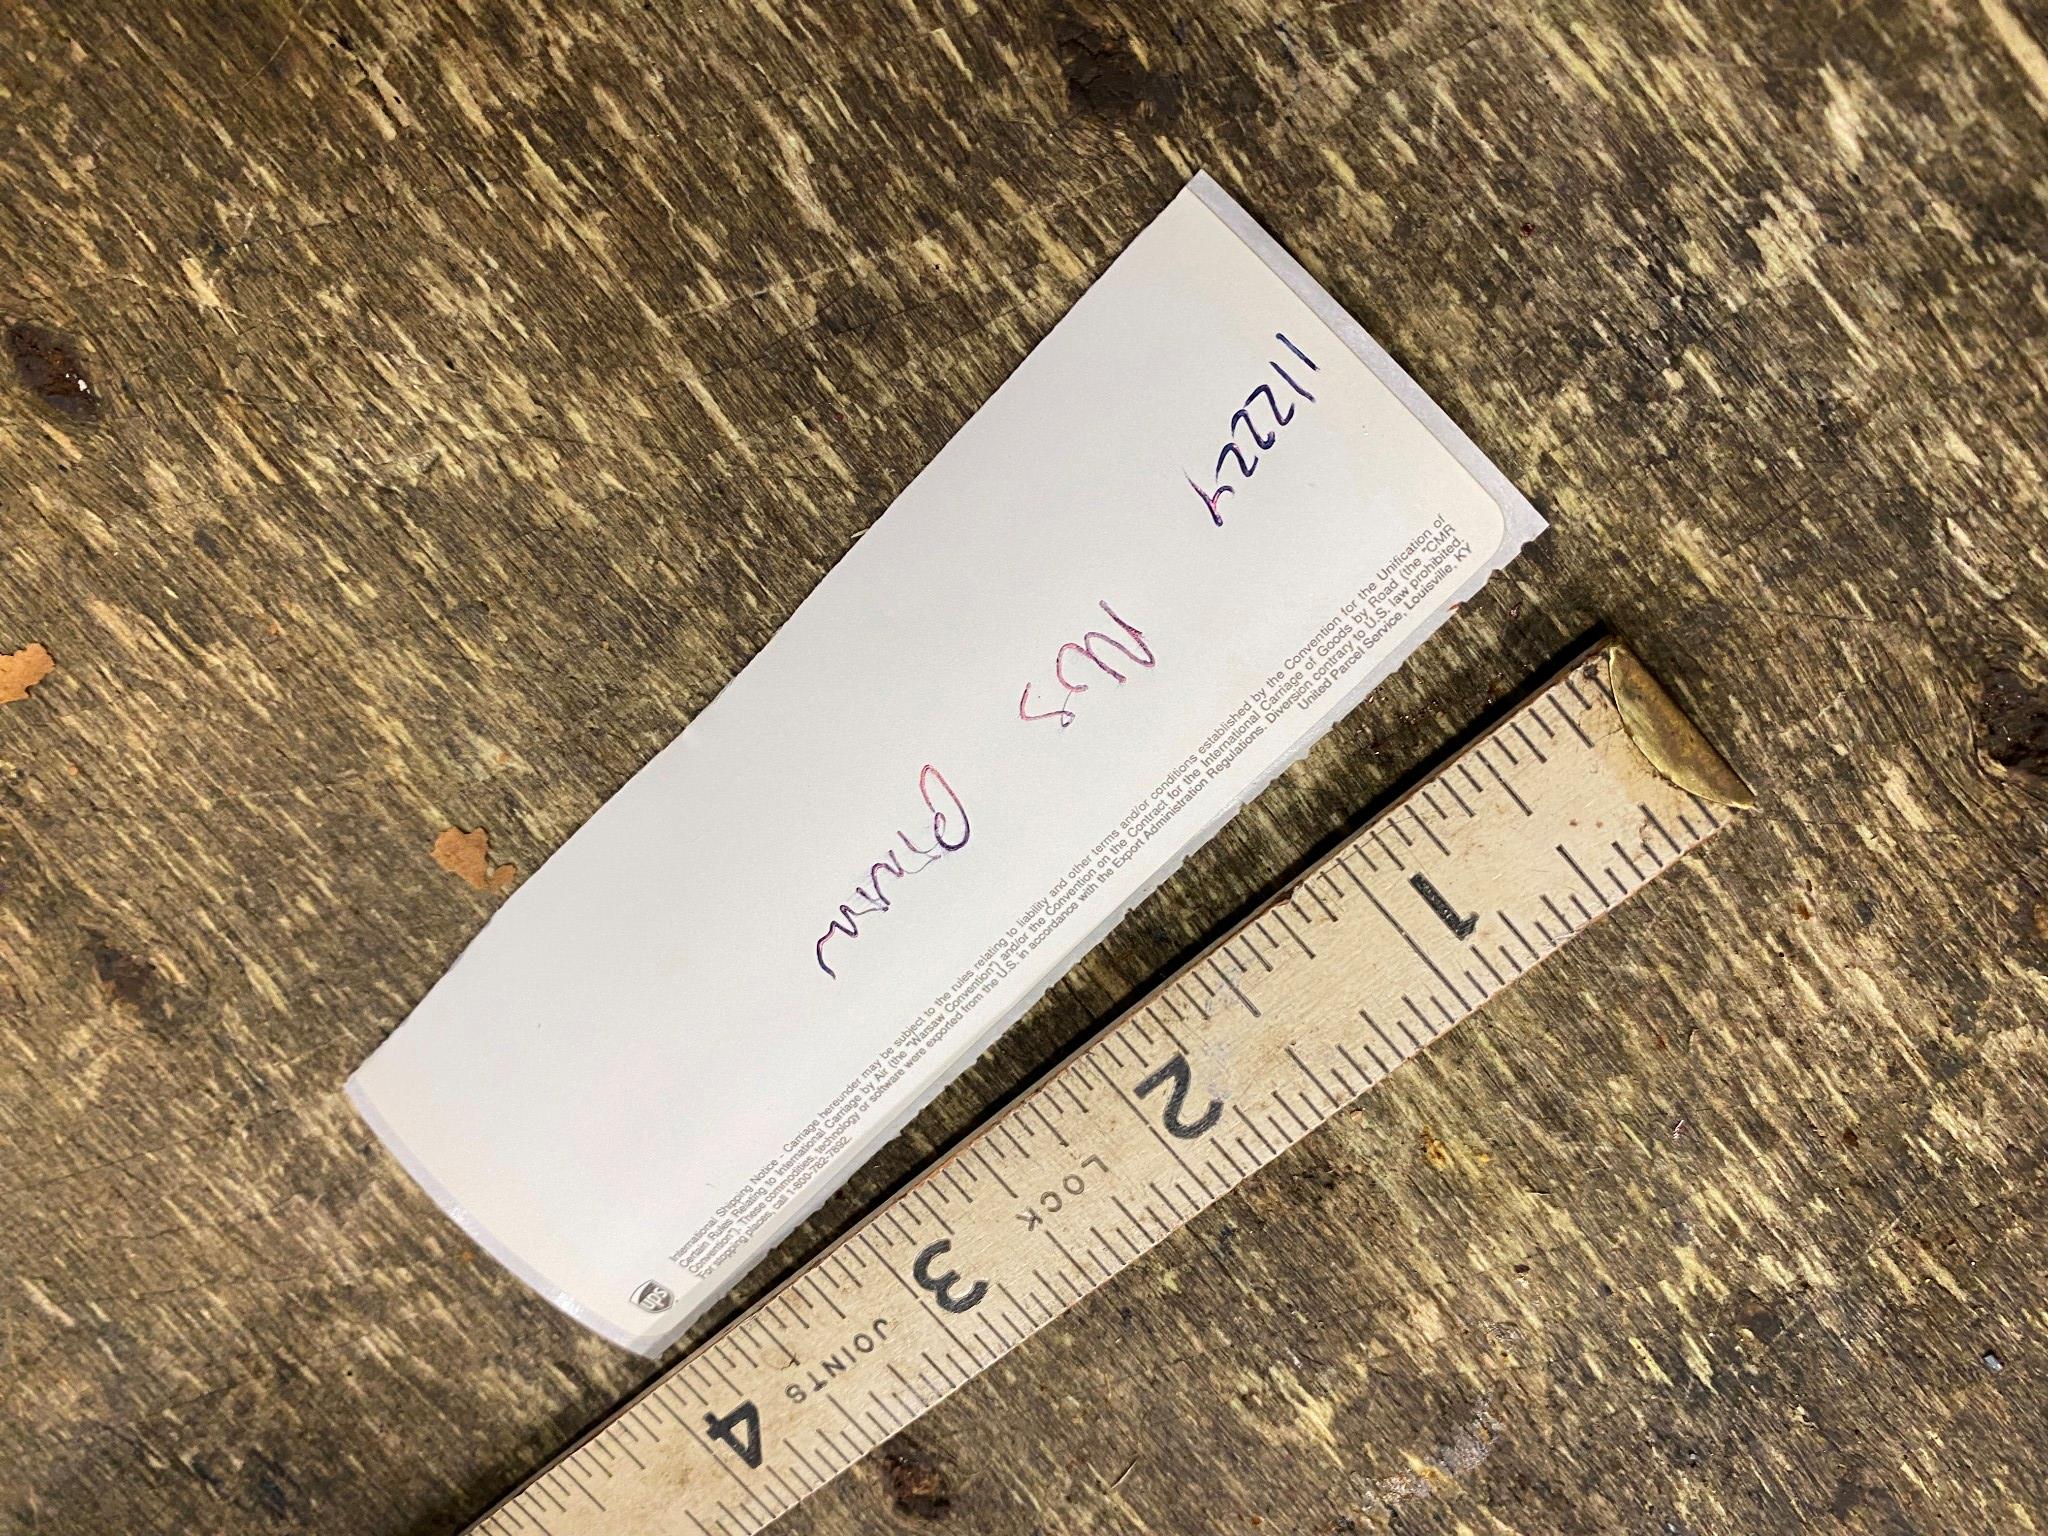 112224
International Shipping Notice - Carriage hereunder may be subject to the rules relating to liability and other terms and/or conditions established by the Convention for the Unification of
Certain Rules Relating to International Carriage by Air (the "Warsaw Convention") and/or the Convention on the Contract for the International Carriage of Goods by Road (the "CMR
Convention"). These commodities, technology or software were exported from the U.S. in accordance with the Export Administration Regulations. Diversion contrary to U.S. law prohibited.
For shipping places, call 1-800-782-7892.
United Parcel Service, Louisville, KY
ups
1
2
LOCK
3
JOINTS
4